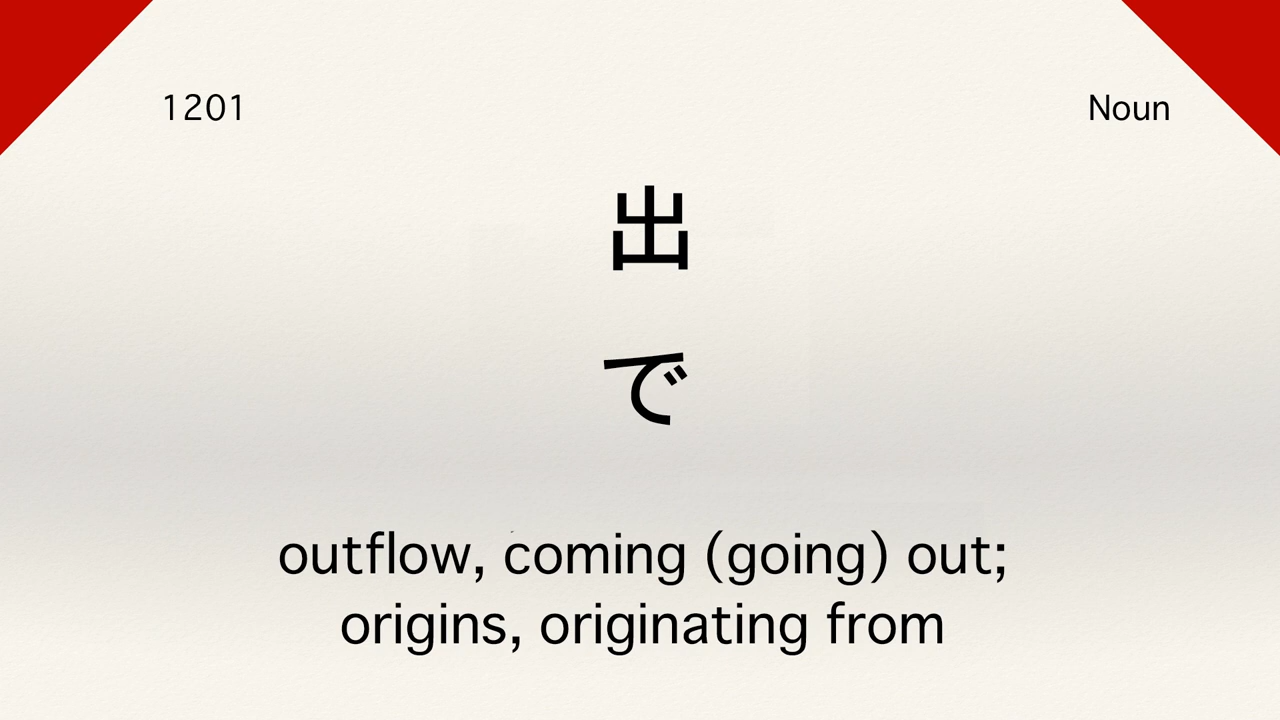 1201
Noun
出
で
outflow, coming (going) out;
origins, originating from